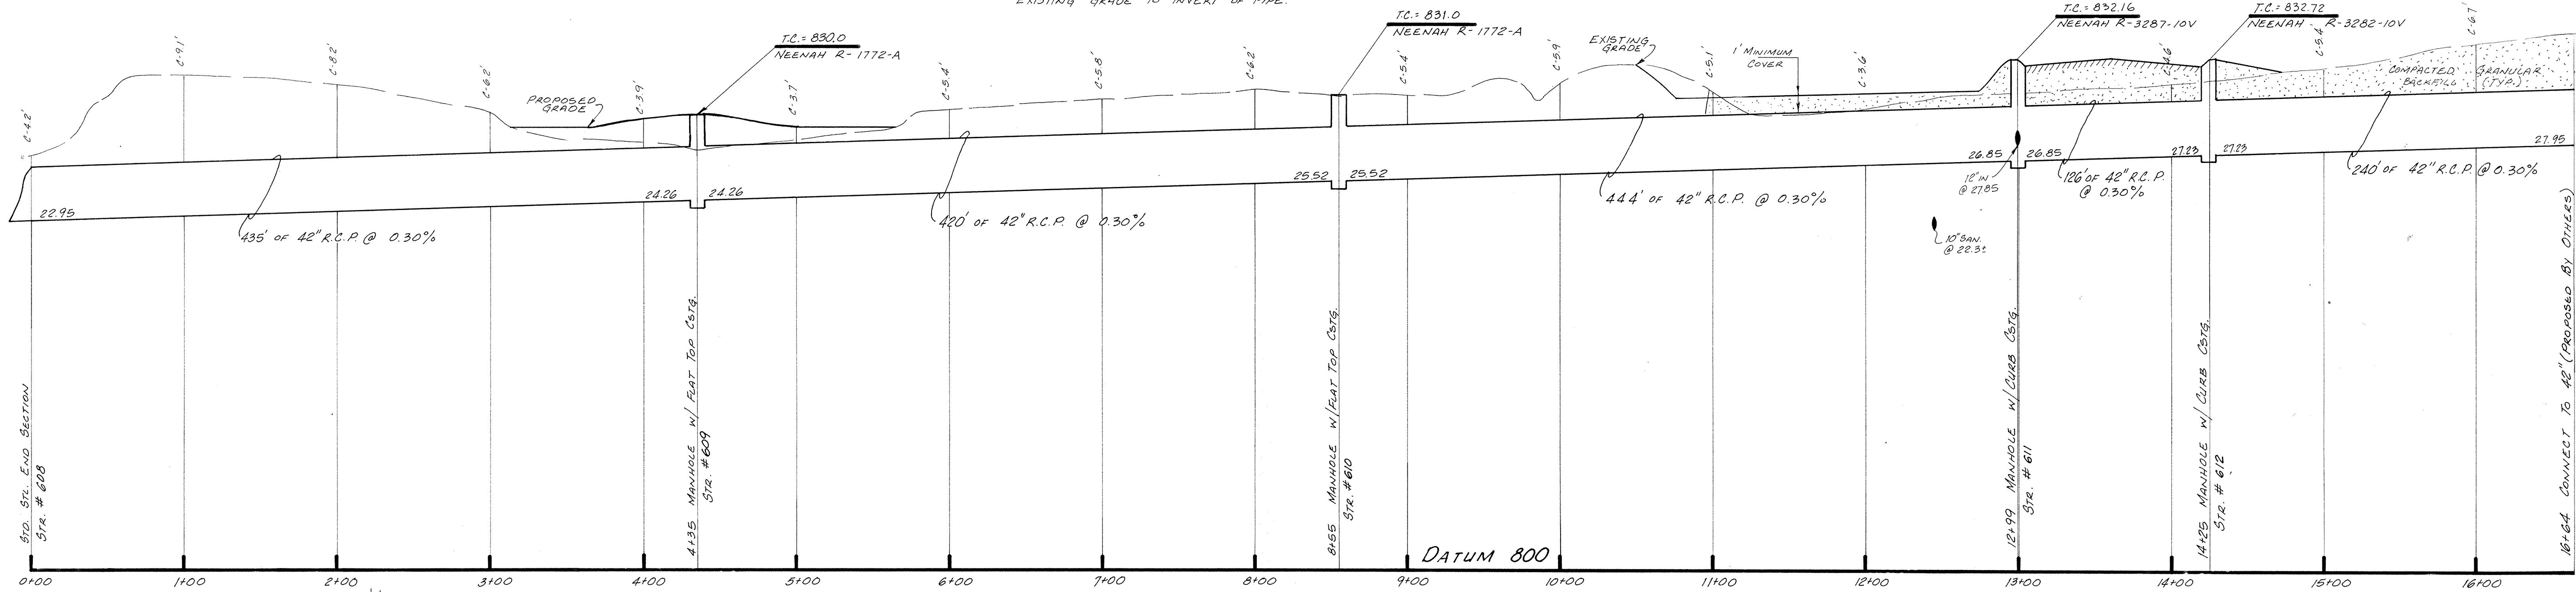 EXISTING GRADE TO INVERT OF PIPE.
T.C.= 830.0
NEENAH R-1772-A
T.C.= 831.0
NEENAH R-1772-A
T.C.= 832.16
NEENAH R-3287-10V
T.C.= 832.72
NEENAH - R-3282-10V
C-4.2'
C-9.1'
C-8.2'
C-6.2'
C-3.9'
C-3.7'
C-5.4'
C-5.8'
C-6.2'
C-5.4'
C-5.9'
C-5.1'
C-3.6'
C-4.6'
C-5.4'
C-6.7'
PROPOSED
GRADE
EXISTING
GRADE
1' MINIMUM
COVER
COMPACTED GRANULAR
BACKFILL (TYP.)
22.95
24.26
24.26
25.52
25.52
26.85
26.85
27.23
27.23
27.95
435' OF 42" R.C.P. @ 0.30%
420' OF 42" R.C.P. @ 0.30%
444' OF 42" R.C.P. @ 0.30%
12" IN
@ 27.85
126' OF 42" R.C.P.
@ 0.30%
240' OF 42" R.C.P. @ 0.30%
10" SAN.
@ 22.3±
STD. STL. END SECTION
STR. # 608
4+35 MANHOLE W/ FLAT TOP CSTG.
STR. #609
8+55 MANHOLE W/FLAT TOP CSTG.
STR. #610
12+99 MANHOLE W/CURB CSTG.
STR. # 611
14+25 MANHOLE W/ CURB CSTG.
STR. # 612
16+64 CONNECT TO 42" (PROPOSED BY OTHERS)
DATUM 800
0+00
1+00
2+00
3+00
4+00
5+00
6+00
7+00
8+00
9+00
10+00
11+00
12+00
13+00
14+00
15+00
16+00